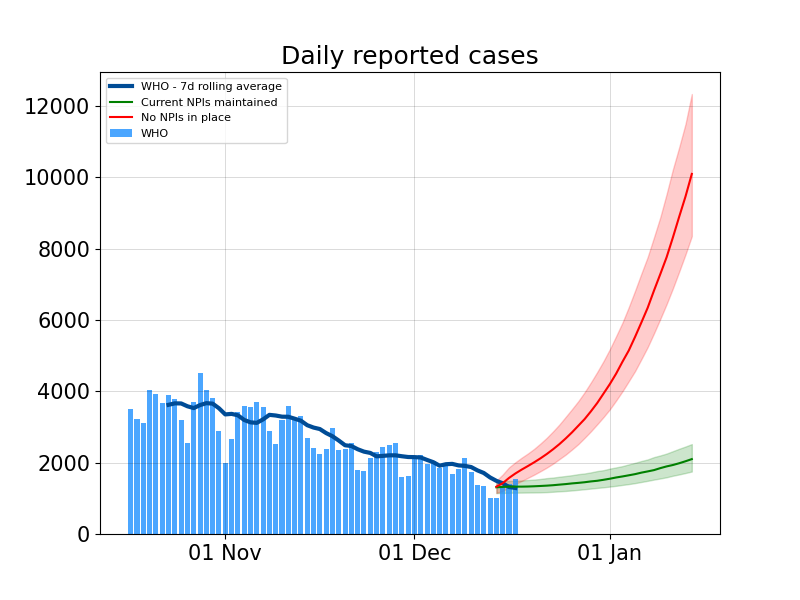 Daily reported cases
WHO - 7d rolling average
Current NPIs maintained
No NPIs in place
WHO
12000
10000
8000
6000
4000
2000
0
01 Nov
01 Dec
01 Jan